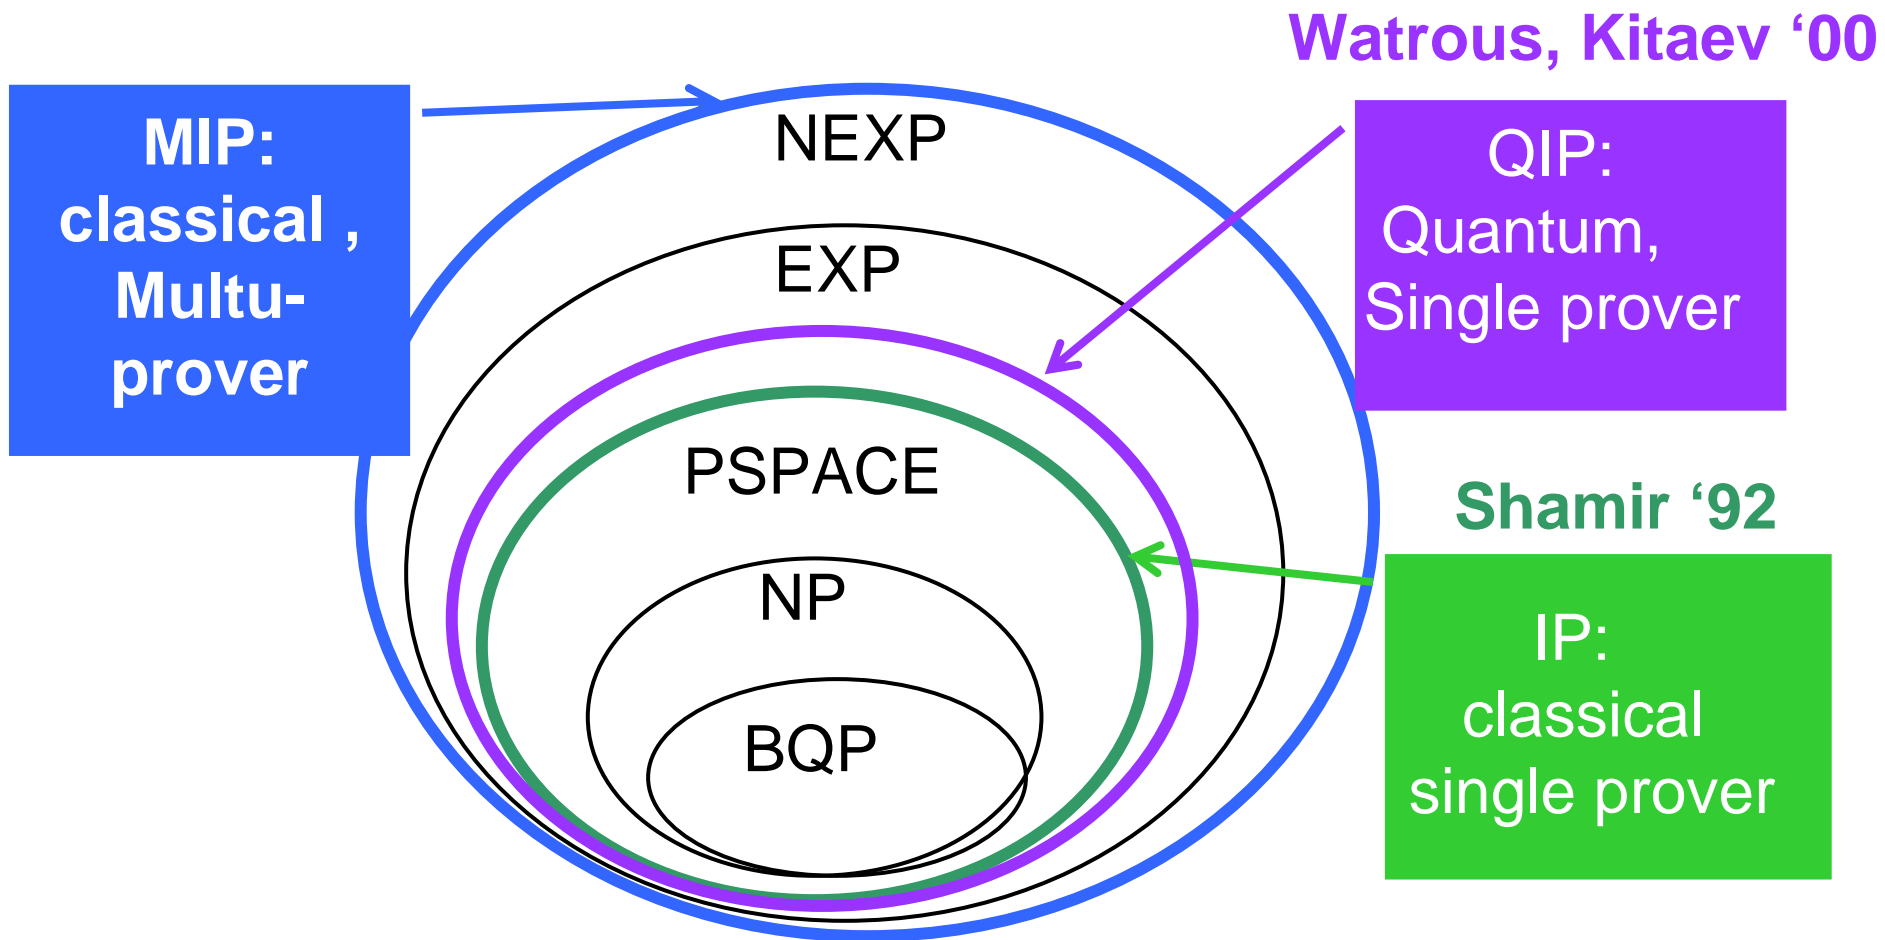 Watrous, Kitaev ‘00
MIP:
classical ,
Multu-
prover
NEXP
EXP
PSPACE
NP
BQP
QIP:
Quantum,
Single prover
Shamir ‘92
IP:
classical
single prover